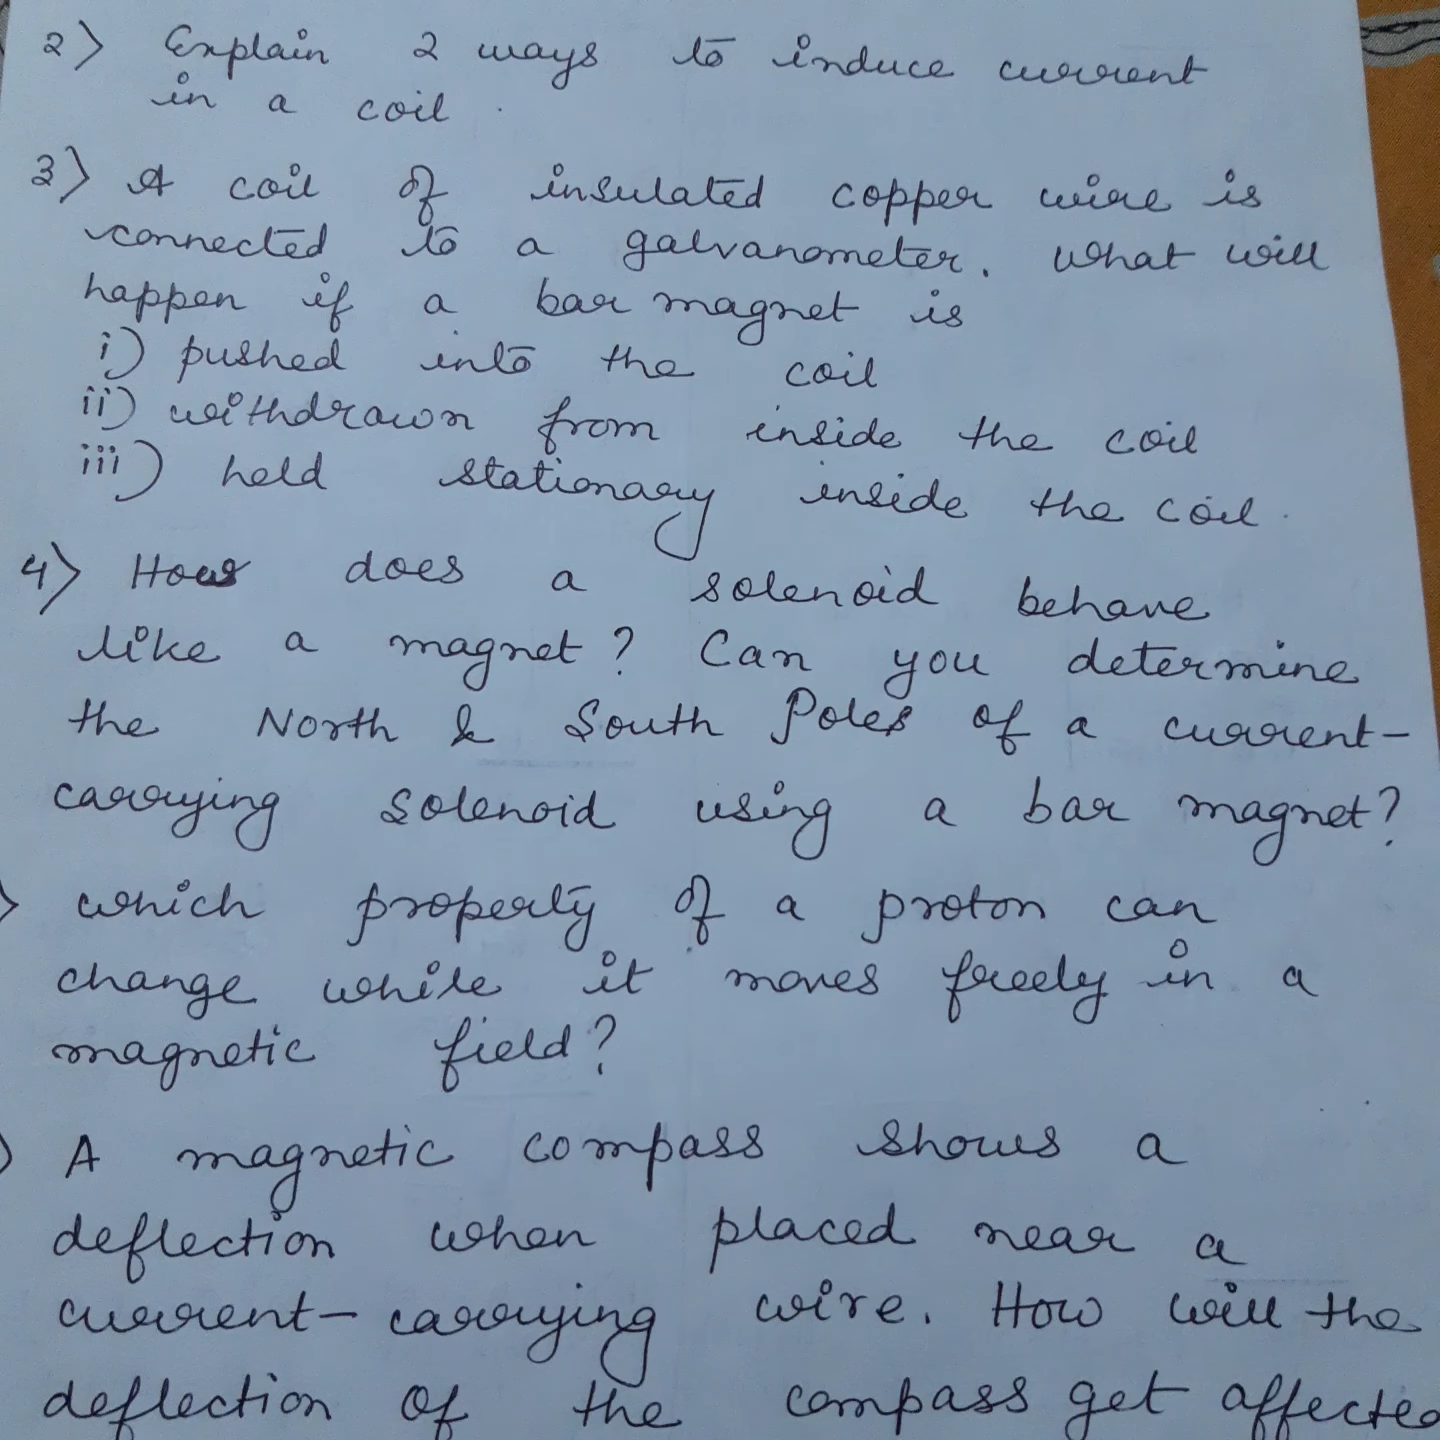 2) Explain 2 ways to induce current
in a coil.
3) A coil of insulated copper wire is
connected to a galvanometer. What will
happen if a bar magnet is
i) pushed into the coil
ii) withdrawn from inside the coil
iii) held stationary inside the coil.
4) How does a solenoid behave
like a magnet? Can you determine
the North & South Poles of a current-
carrying solenoid using a bar magnet?
) which property of a proton can
change while it moves freely in a
magnetic field?
) A magnetic compass shows a
deflection when placed near a
current-carrying wire. How will the
deflection of the compass get affected